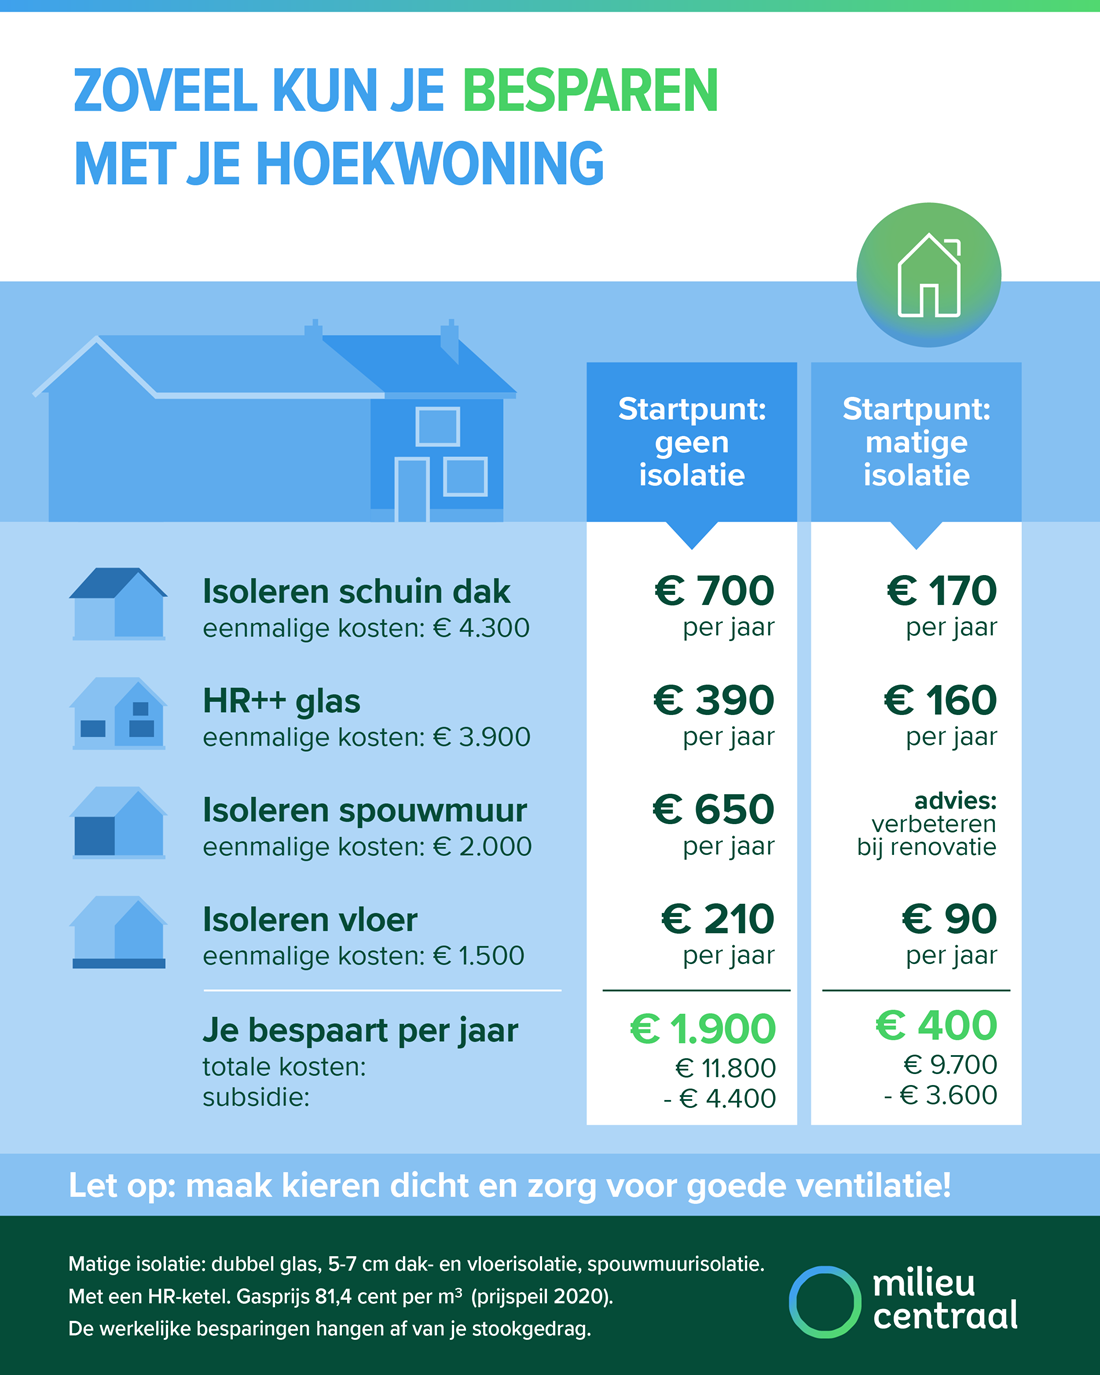 ZOVEEL KUN JE BESPAREN
MET JE HOEKWONING
Startpunt:
geen
isolatie
Startpunt:
matige
isolatie
Isoleren schuin dak
eenmalige kosten: € 4.300
€ 700
per jaar
€ 170
per jaar
HR++ glas
eenmalige kosten: € 3.900
€ 390
per jaar
€ 160
per jaar
Isoleren spouwmuur
eenmalige kosten: € 2.000
€ 650
per jaar
advies:
verbeteren
bij renovatie
Isoleren vloer
eenmalige kosten: € 1.500
€ 210
per jaar
€ 90
per jaar
Je bespaart per jaar
€ 1.900
€ 400
totale kosten:
€ 11.800
€ 9.700
subsidie:
- € 4.400
- € 3.600
Let op: maak kieren dicht en zorg voor goede ventilatie!
Matige isolatie: dubbel glas, 5-7 cm dak- en vloerisolatie, spouwmuurisolatie.
Met een HR-ketel. Gasprijs 81,4 cent per m³ (prijspeil 2020).
De werkelijke besparingen hangen af van je stookgedrag.
milieu
centraal